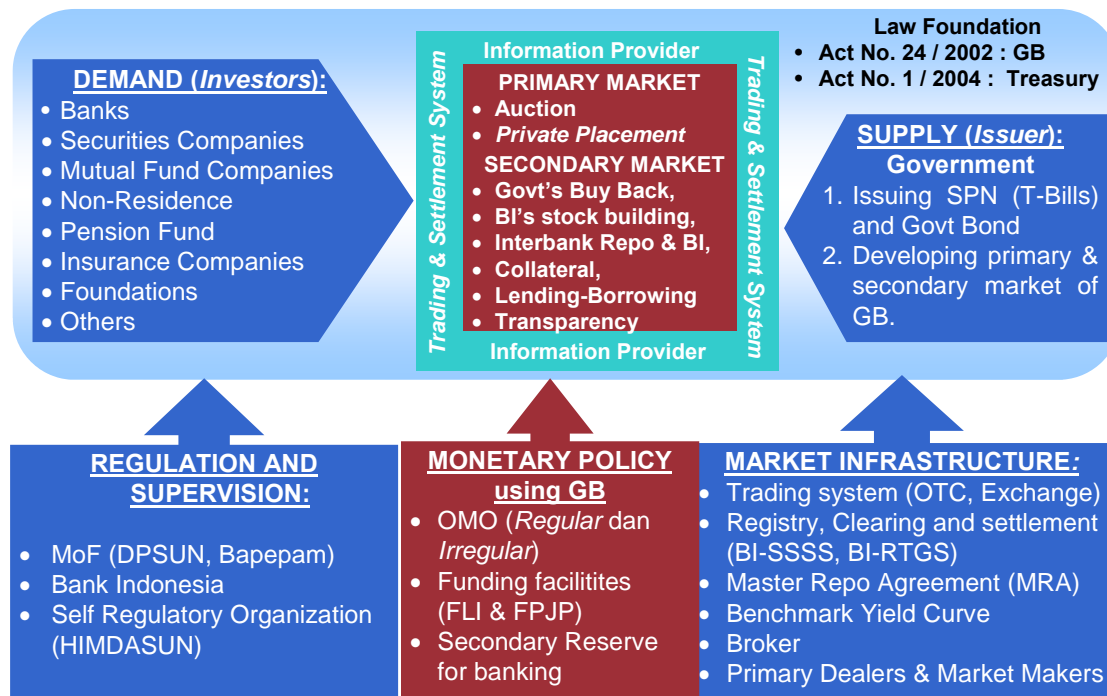 Law Foundation
• Act No. 24 / 2002 : GB
• Act No. 1 / 2004 : Treasury
DEMAND (Investors):
• Banks
• Securities Companies
• Mutual Fund Companies
• Non-Residence
• Pension Fund
• Insurance Companies
• Foundations
• Others
Trading & Settlement System
Information Provider
PRIMARY MARKET
• Auction
• Private Placement
SECONDARY MARKET
• Govt's Buy Back,
• BI's stock building,
• Interbank Repo & BI,
• Collateral,
• Lending-Borrowing
• Transparency
Information Provider
Trading & Settlement System
SUPPLY (Issuer):
Government
1. Issuing SPN (T-Bills)
and Govt Bond
2. Developing primary &
secondary market of
GB.
REGULATION AND
SUPERVISION:
• MoF (DPSUN, Bapepam)
• Bank Indonesia
• Self Regulatory Organization
(HIMDASUN)
MONETARY POLICY
using GB
• OMO (Regular dan
Irregular)
• Funding facilitites
(FLI & FPJP)
• Secondary Reserve
for banking
MARKET INFRASTRUCTURE:
• Trading system (OTC, Exchange)
• Registry, Clearing and settlement
(BI-SSSS, BI-RTGS)
• Master Repo Agreement (MRA)
• Benchmark Yield Curve
• Broker
• Primary Dealers & Market Makers